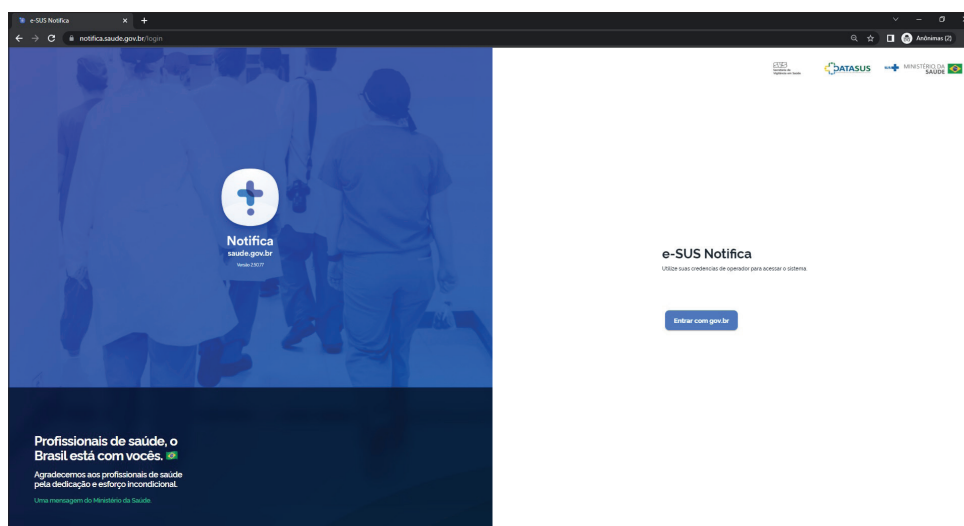 e-SUS Notifica
notifica.saude.gov.br/login
Anônimas (2)
DATASUS
MINISTÉRIO DA
SAÚDE
Notifica
saude.gov.br
e-SUS Notifica
Utilize suas credenciais de operador para acessar o sistema.
Entrar com gov.br
Profissionais de saúde, o
Brasil está com vocês.
Agradecemos aos profissionais de saúde
pela dedicação e esforço incondicional.
Uma mensagem do Ministério da Saúde.